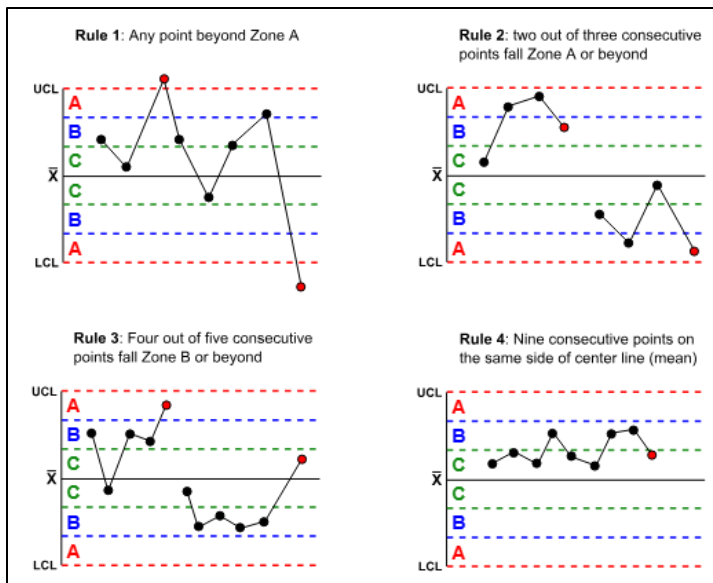 Rule 1: Any point beyond Zone A
UCL
A
B
C
X̅
C
B
A
LCL
Rule 2: two out of three consecutive
points fall Zone A or beyond
UCL
A
B
C
X̅
C
B
A
LCL
Rule 3: Four out of five consecutive
points fall Zone B or beyond
UCL
A
B
C
X̅
C
B
A
LCL
Rule 4: Nine consecutive points on
the same side of center line (mean)
UCL
A
B
C
X̅
C
B
A
LCL